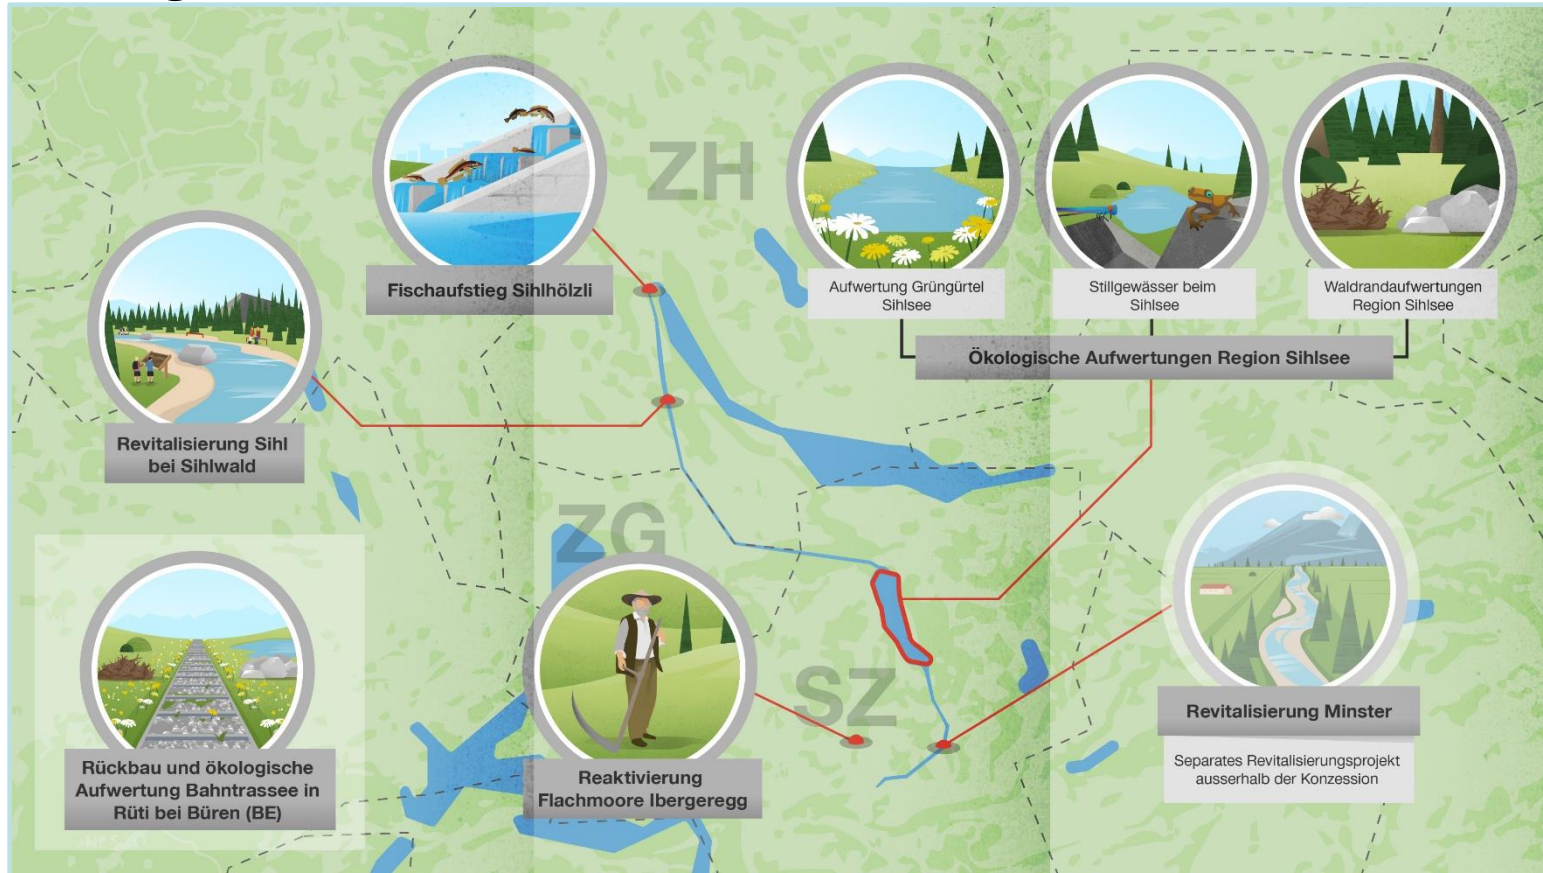 ZH
Fischaufstieg Sihlhölzli
Aufwertung Grüngürtel
Sihlsee
Stillgewässer beim
Sihlsee
Waldrandaufwertungen
Region Sihlsee
Ökologische Aufwertungen Region Sihlsee
Revitalisierung Sihl
bei Sihlwald
ZG
SZ
Revitalisierung Minster
Separates Revitalisierungsprojekt
ausserhalb der Konzession
Rückbau und ökologische
Aufwertung Bahntrassee in
Rüti bei Büren (BE)
Reaktivierung
Flachmoore Ibergeregg